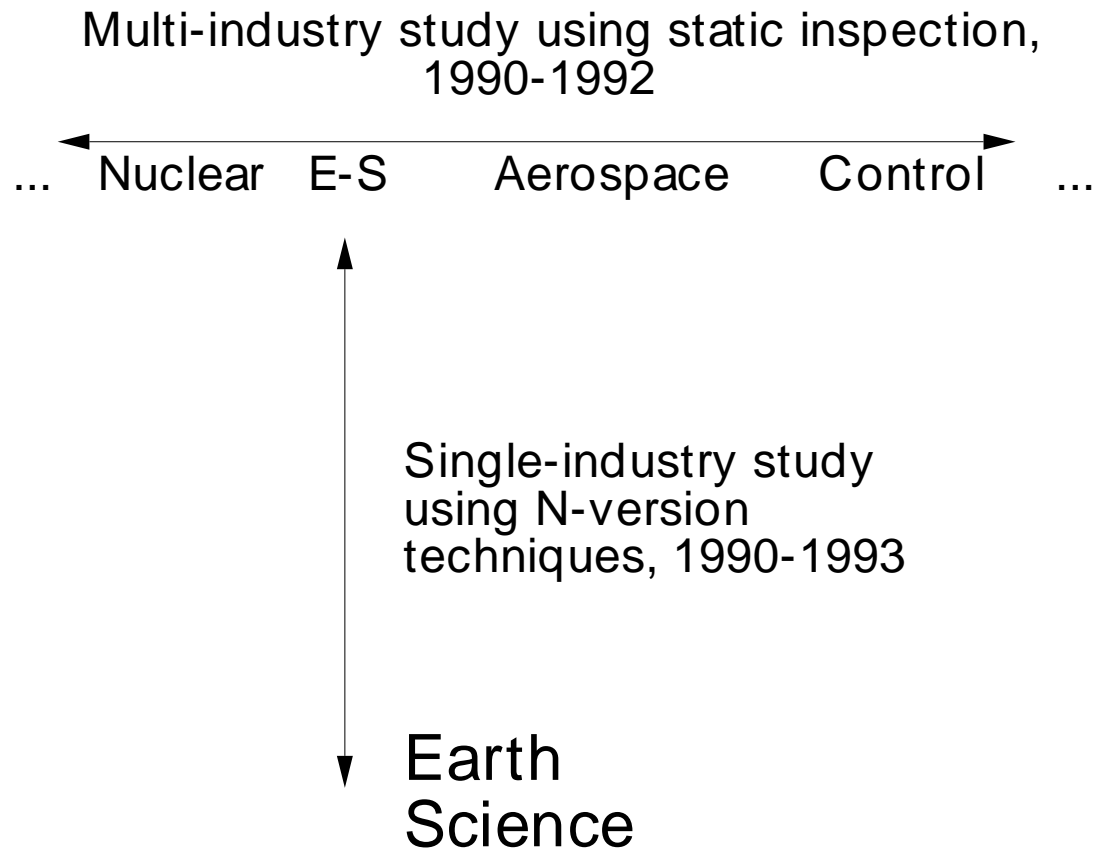 Multi-industry study using static inspection,
1990-1992
... Nuclear E-S Aerospace Control ...
Single-industry study
using N-version
techniques, 1990-1993
Earth
Science